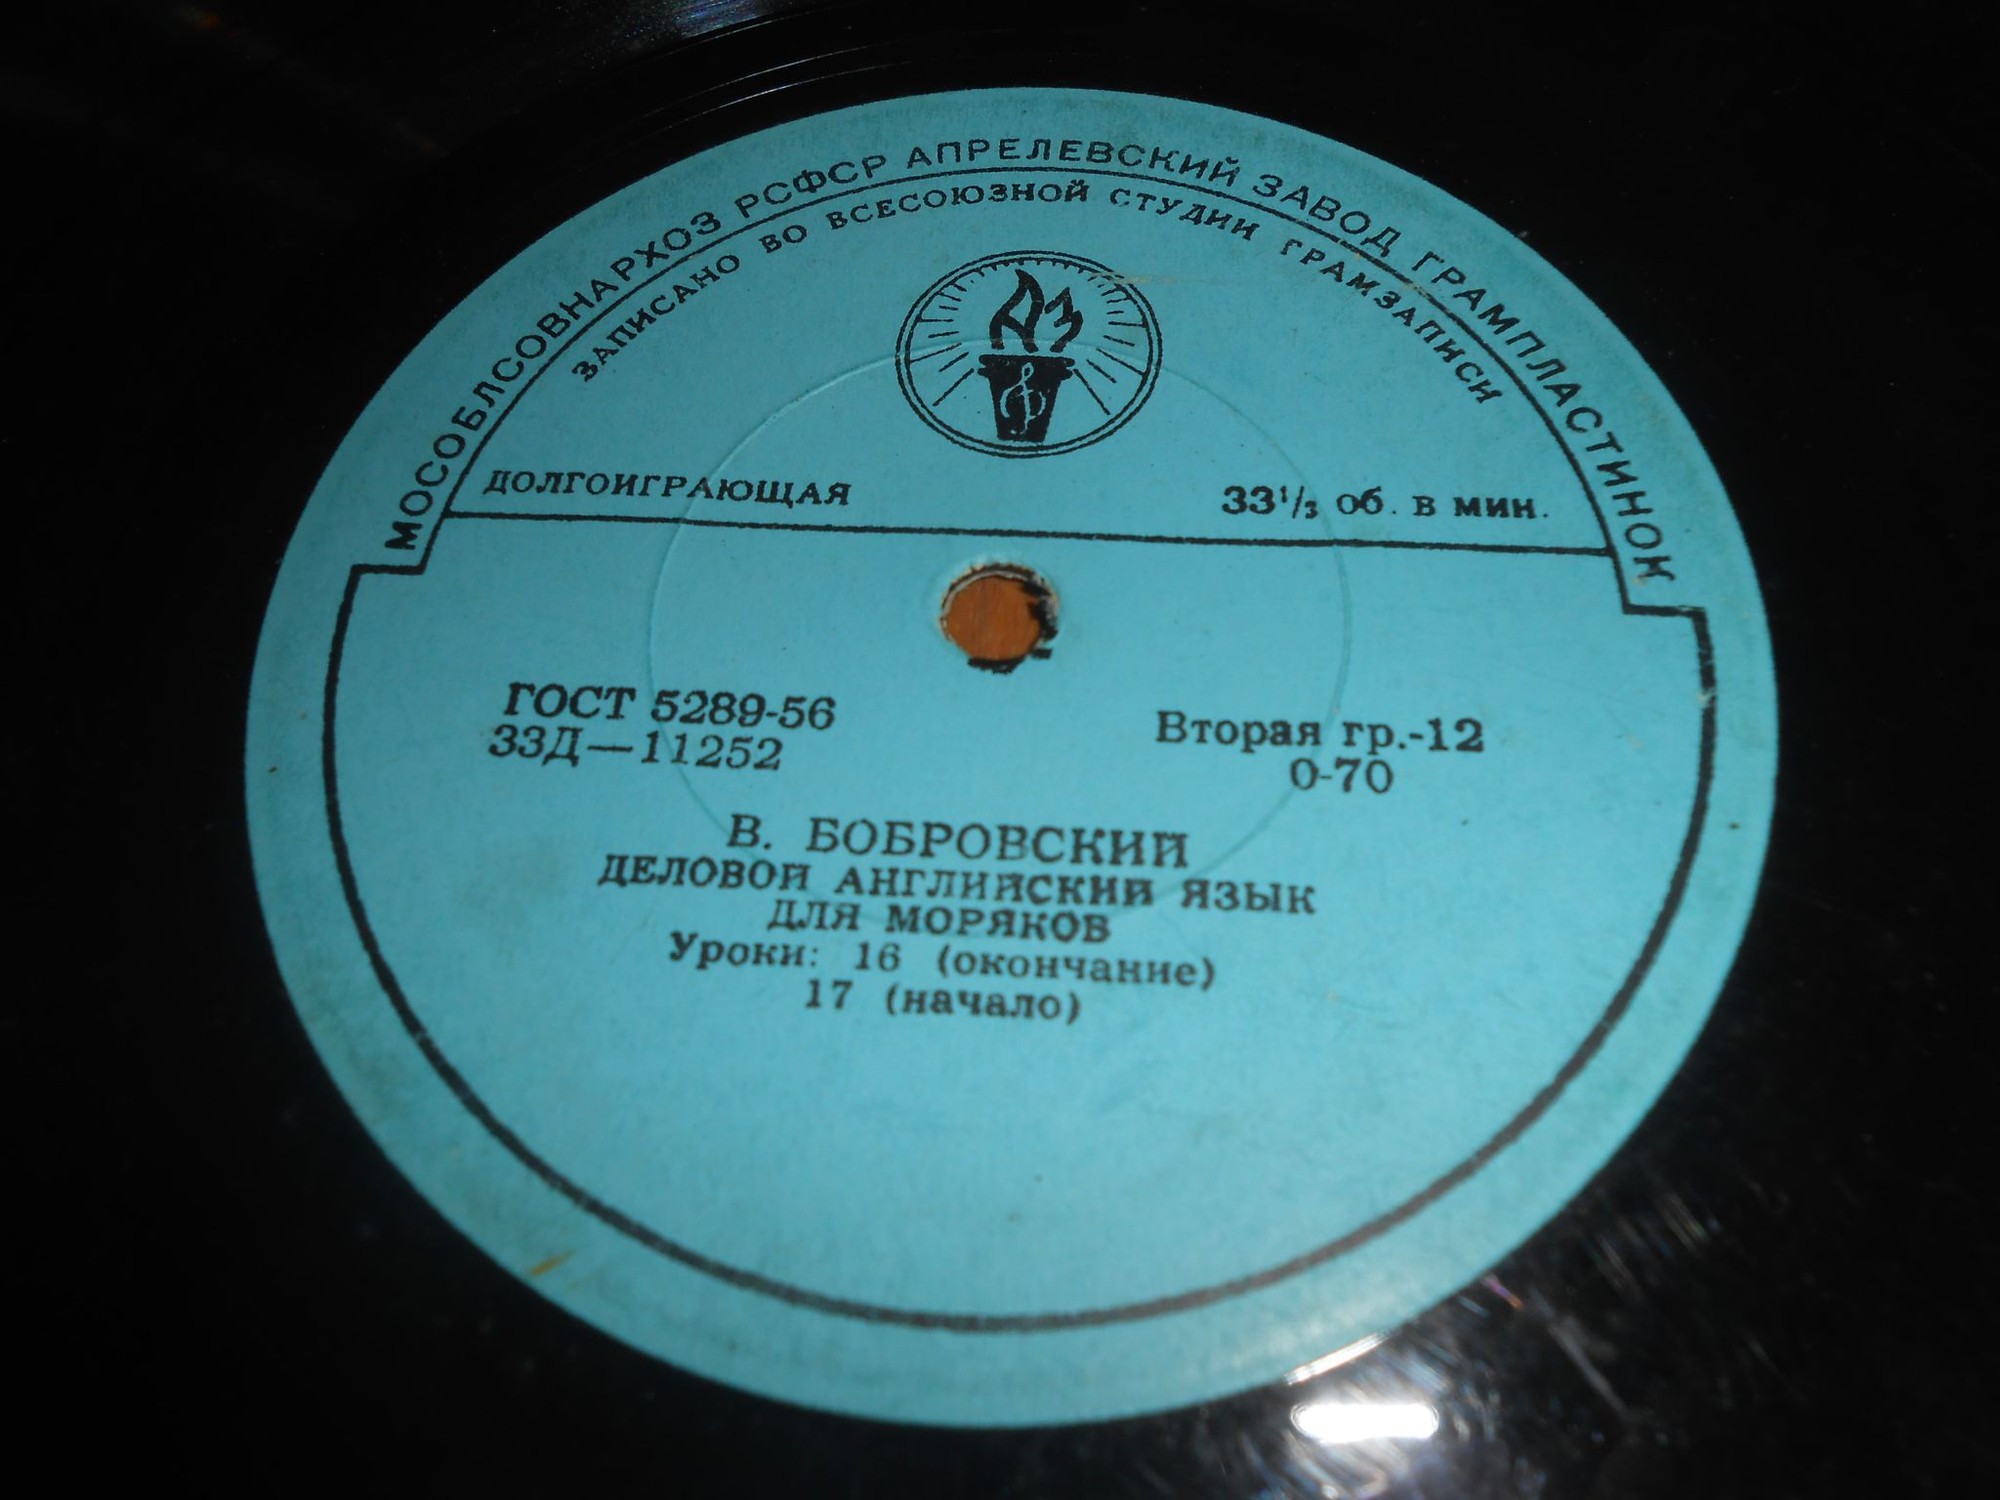 МОСОБЛСОВНАРХОЗ РСФСР АПРЕЛЕВСКИЙ ЗАВОД ГРАМПЛАСТИНОК
ЗАПИСАНО ВО ВСЕСОЮЗНОЙ СТУДИИ ГРАМЗАПИСИ
АЗ
ДОЛГОИГРАЮЩАЯ 33⅓ об. в мин.
ГОСТ 5289-56 Вторая гр.-12
33Д—11252 0-70
В. БОБРОВСКИЙ
ДЕЛОВОЙ АНГЛИЙСКИЙ ЯЗЫК
ДЛЯ МОРЯКОВ
Уроки: 16 (окончание)
17 (начало)